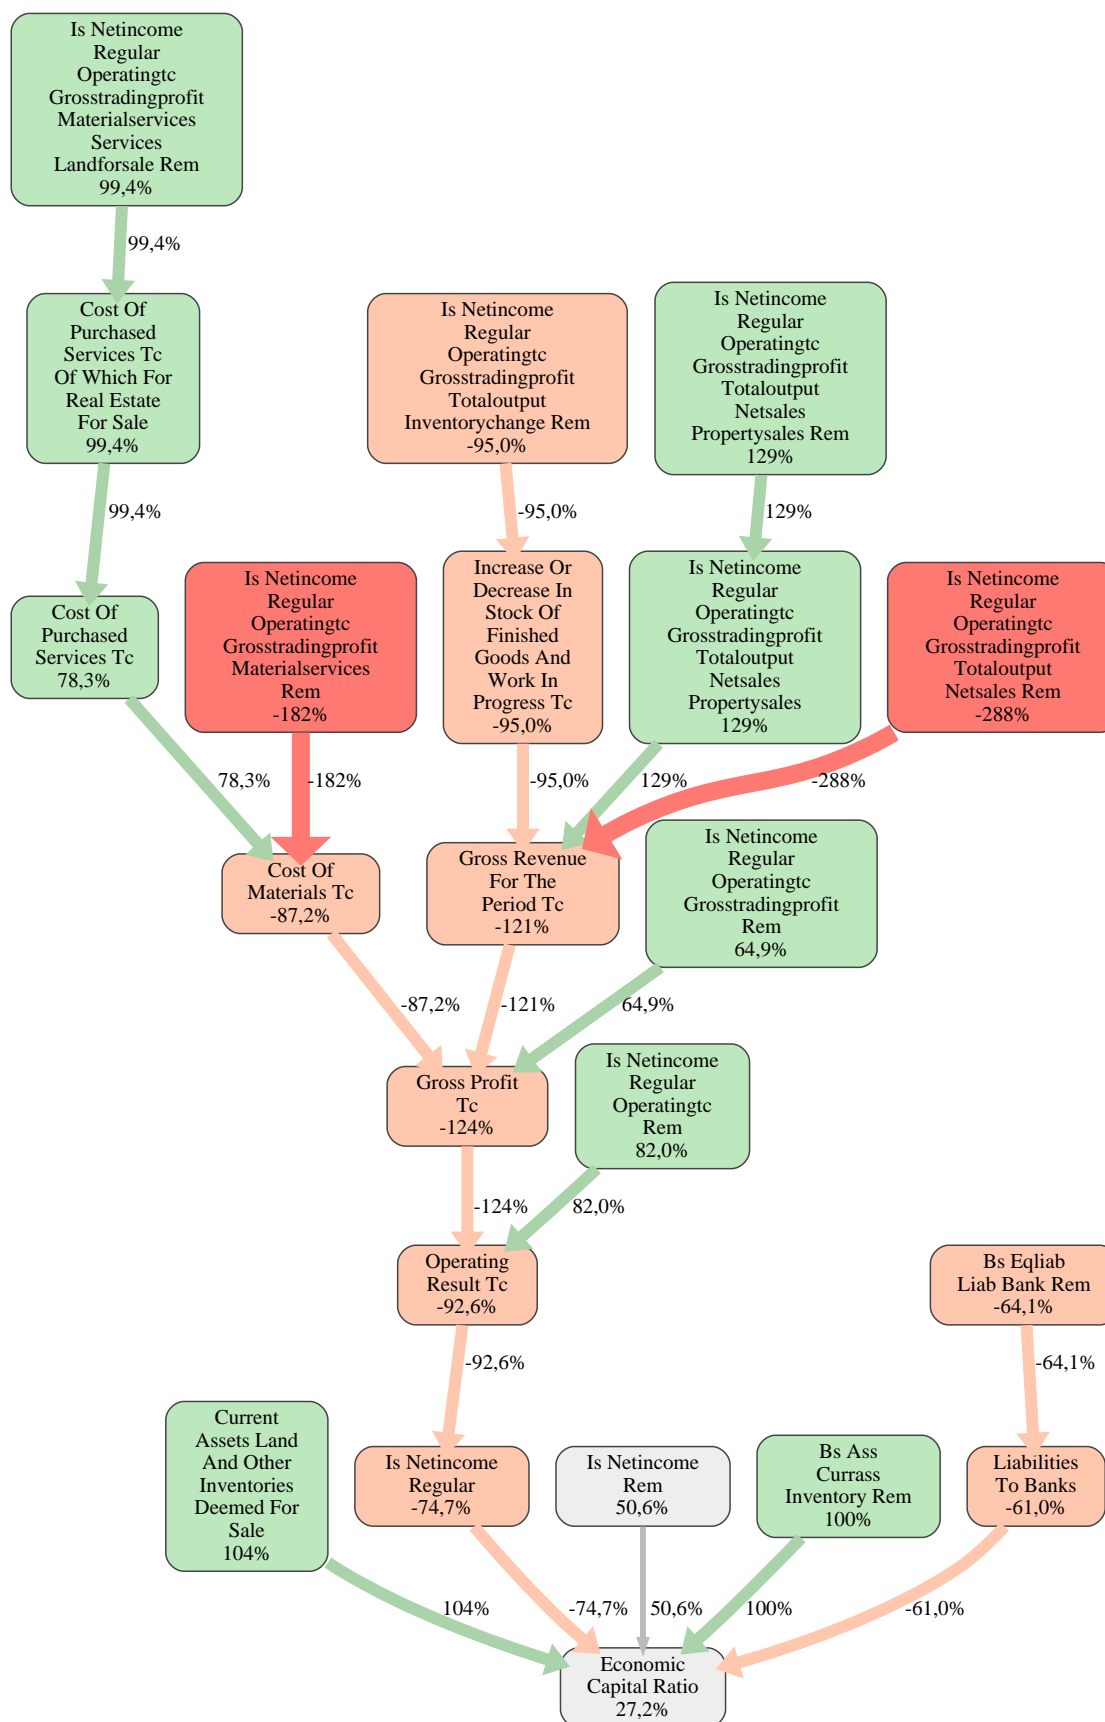 Is Netincome
Regular
Operatingtc
Grosstradingprofit
Materialservices
Services
Landforsale Rem
99,4%
99,4%
Cost Of
Purchased
Services Tc
Of Which For
Real Estate
For Sale
99,4%
Is Netincome
Regular
Operatingtc
Grosstradingprofit
Totaloutput
Inventorychange Rem
-95,0%
Is Netincome
Regular
Operatingtc
Grosstradingprofit
Totaloutput
Netsales
Propertysales Rem
129%
99,4%
-95,0%
129%
Cost Of
Purchased
Services Tc
78,3%
Is Netincome
Regular
Operatingtc
Grosstradingprofit
Materialservices
Rem
-182%
Increase Or
Decrease In
Stock Of
Finished
Goods And
Work In
Progress Tc
-95,0%
Is Netincome
Regular
Operatingtc
Grosstradingprofit
Totaloutput
Netsales
Propertysales
129%
Is Netincome
Regular
Operatingtc
Grosstradingprofit
Totaloutput
Netsales Rem
-288%
78,3%
-182%
-95,0%
129%
-288%
Cost Of
Materials Tc
-87,2%
Gross Revenue
For The
Period Tc
-121%
Is Netincome
Regular
Operatingtc
Grosstradingprofit
Rem
64,9%
-87,2%
-121%
64,9%
Gross Profit
Tc
-124%
Is Netincome
Regular
Operatingtc
Rem
82,0%
-124%
82,0%
Operating
Result Tc
-92,6%
Bs Eqliab
Liab Bank Rem
-64,1%
-92,6%
-64,1%
Current
Assets Land
And Other
Inventories
Deemed For
Sale
104%
Is Netincome
Regular
-74,7%
Is Netincome
Rem
50,6%
Bs Ass
Currass
Inventory Rem
100%
Liabilities
To Banks
-61,0%
104%
-74,7%
50,6%
100%
-61,0%
Economic
Capital Ratio
27,2%